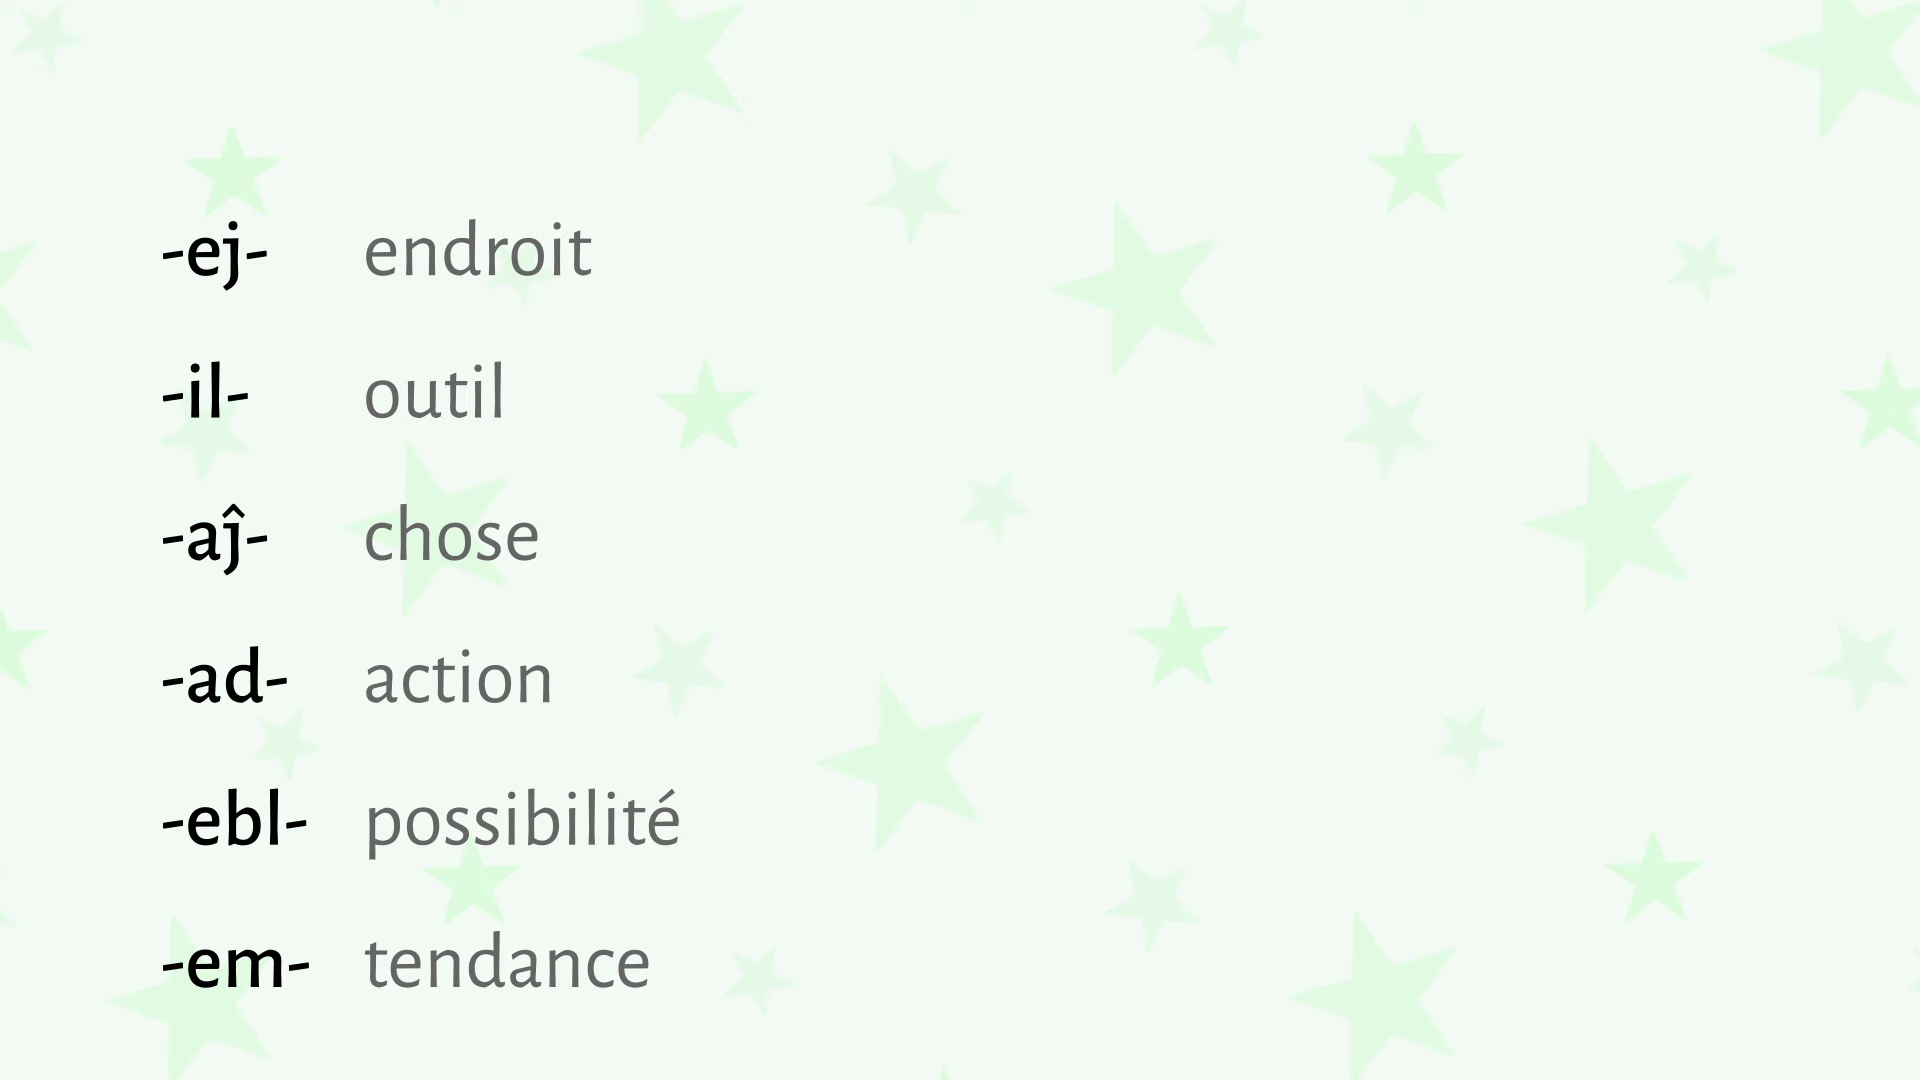 -ej- endroit
-il- outil
-aĵ- chose
-ad- action
-ebl- possibilité
-em- tendance